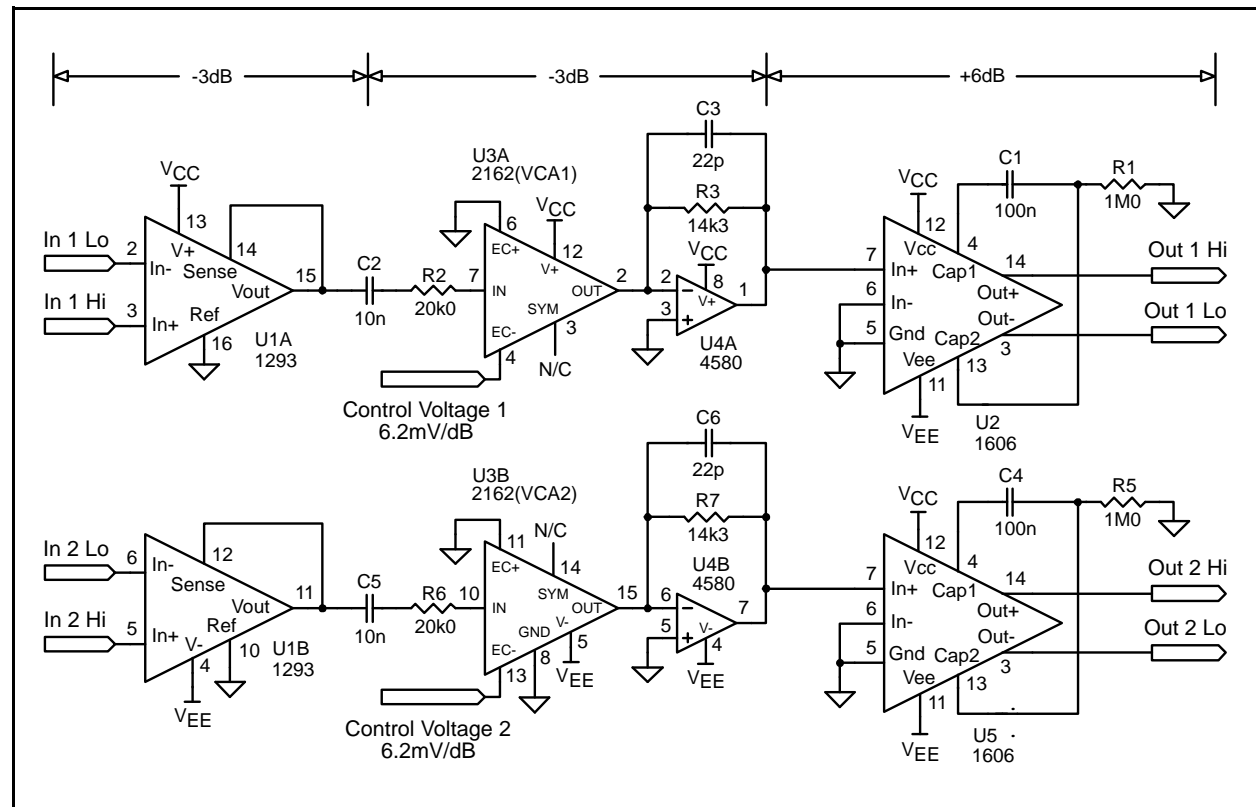 -3dB
-3dB
+6dB
C3
22p
R3
14k3
U3A
2162(VCA1)
VCC
VCC
VCC
VCC
C1
100n
R1
1M0
In 1 Lo
In 1 Hi
2
3
13
14
15
16
V+
In-
Sense
Vout
In+
Ref
U1A
1293
C2
10n
R2
20k0
7
6
EC+
12
V+
IN
OUT
2
SYM
3
EC-
4
N/C
Control Voltage 1
6.2mV/dB
2
3
8
V+
1
U4A
4580
7
6
5
12
4
Vcc
Cap1
In+
In-
Gnd
Vee
Cap2
Out+
Out-
14
3
13
11
VEE
U2
1606
Out 1 Hi
Out 1 Lo
C6
22p
R7
14k3
U3B
2162(VCA2)
N/C
VCC
C4
100n
R5
1M0
In 2 Lo
In 2 Hi
6
5
12
11
10
4
In-
Sense
Vout
In+
Ref
V-
VEE
U1B
1293
C5
10n
R6
20k0
10
11
EC+
14
SYM
IN
OUT
15
V-
GND
EC-
5
8
13
VEE
Control Voltage 2
6.2mV/dB
U4B
4580
6
5
7
V-
4
VEE
7
6
5
12
4
Vcc
Cap1
In+
In-
Gnd
Vee
Cap2
Out+
Out-
14
3
13
11
VEE
U5
1606
Out 2 Hi
Out 2 Lo